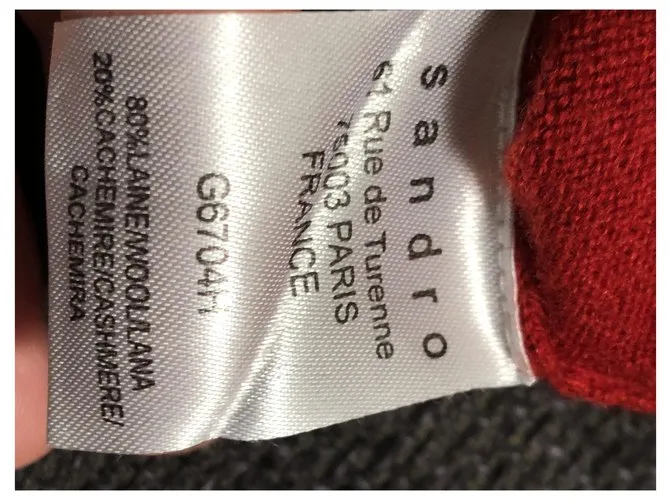 sandro
61 Rue de Turenne
75003 PARIS
FRANCE
G6704H
80%LAINE/WOOL/LANA
20%CACHEMIRE/CASHMERE/
CACHEMIRA